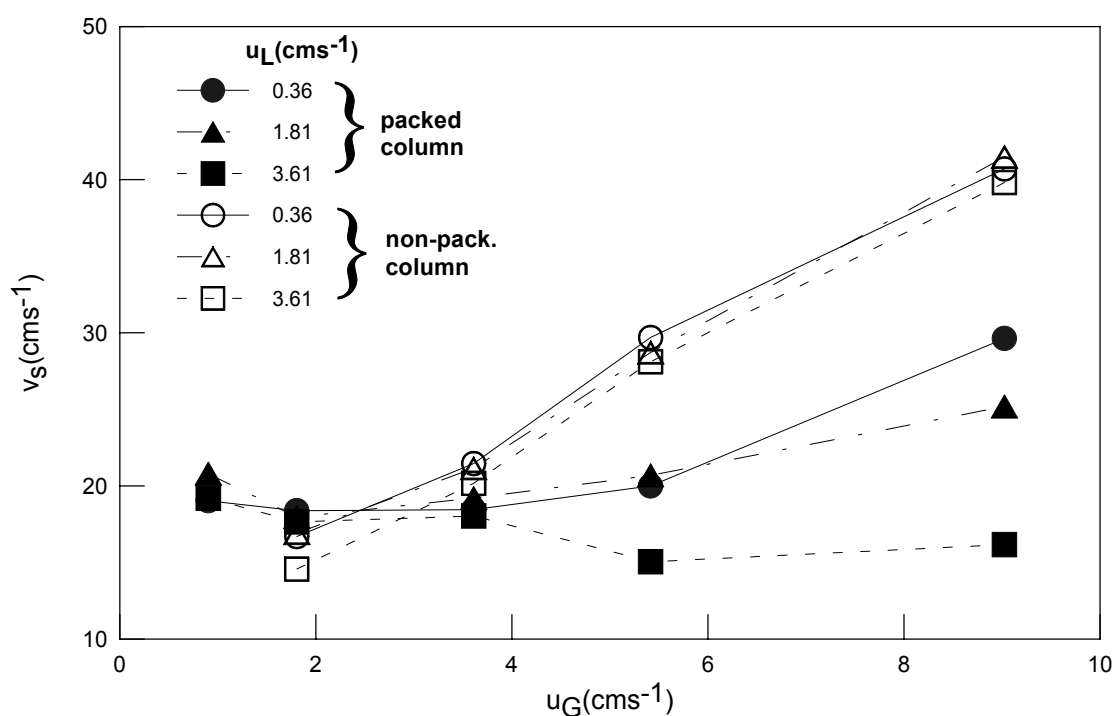 50
40
30
20
10
v_S(cms^-1)
u_L(cms^-1)
0.36
1.81
3.61
packed
column
0.36
1.81
3.61
non-pack.
column
0
2
4
6
8
10
u_G(cms^-1)